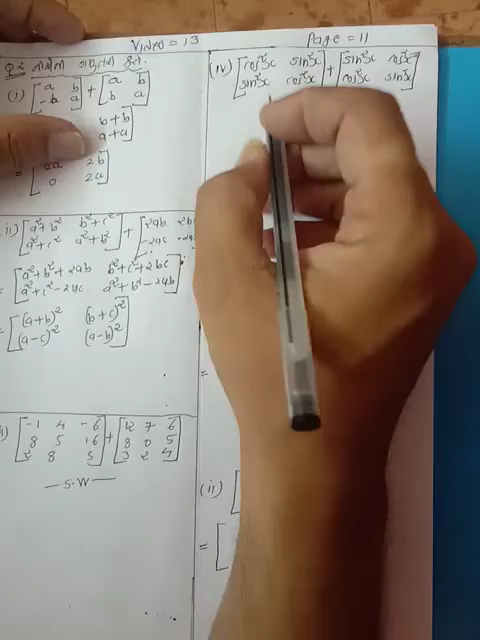 Video = 13
Page = 11
(i) [a b
-b a] + [a b
b a]
b+b
a+a
= [2a 2b
0 2a]
[a²+b² b²+c²
a²+c² a²+b²] + [2ab 2b
-2ac
= [a²+b²+2ab b²+c²+2bc
a²+c²-2ac a²+b²-2ab]
= [(a+b)² (b+c)²
(a-c)² (a-b)²]
[-1 4 -6
8 5 16
2 8 5] + [12 7 6
8 0 5
3 2 4]
— S.W —
(iv) [cos²x sin²x
sin²x cos²x] + [sin²x cos²x
cos²x sin²x]
=
(ii) [
= [